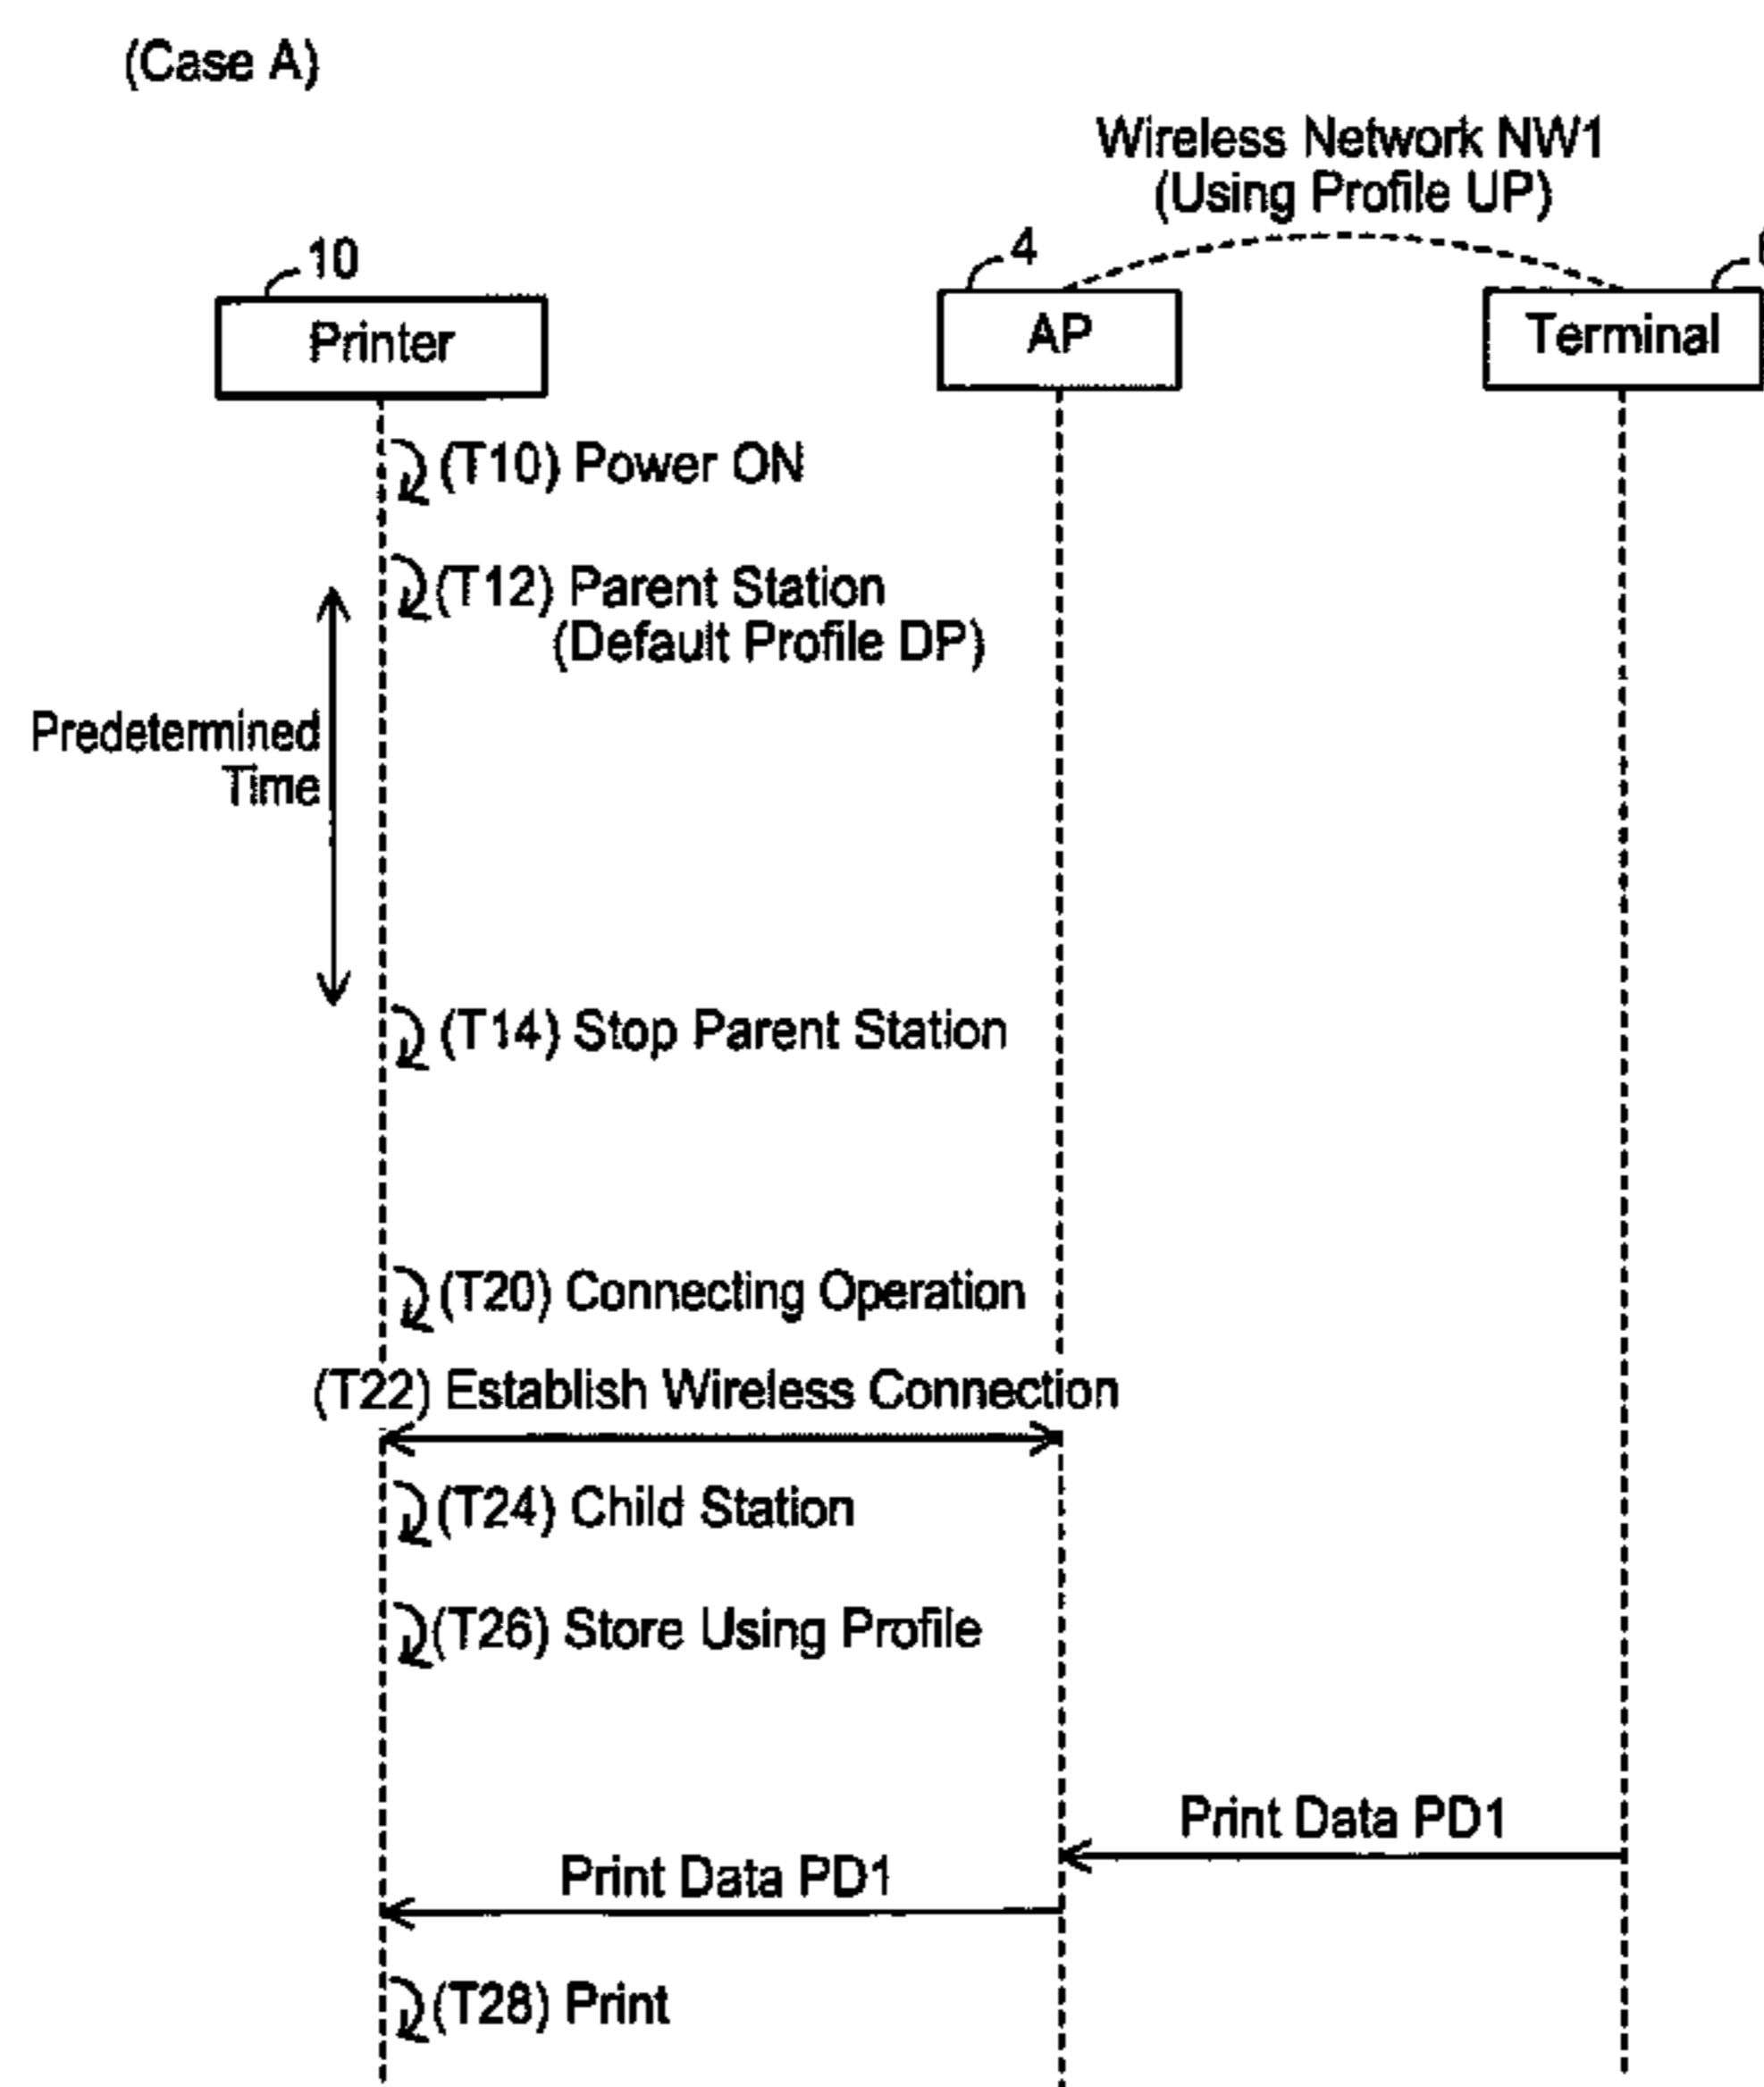 (Case A)
Wireless Network NW1
(Using Profile UP)
10
4
Printer
AP
Terminal
(T10) Power ON
(T12) Parent Station
(Default Profile DP)
Predetermined
Time
(T14) Stop Parent Station
(T20) Connecting Operation
(T22) Establish Wireless Connection
(T24) Child Station
(T26) Store Using Profile
Print Data PD1
Print Data PD1
(T28) Print